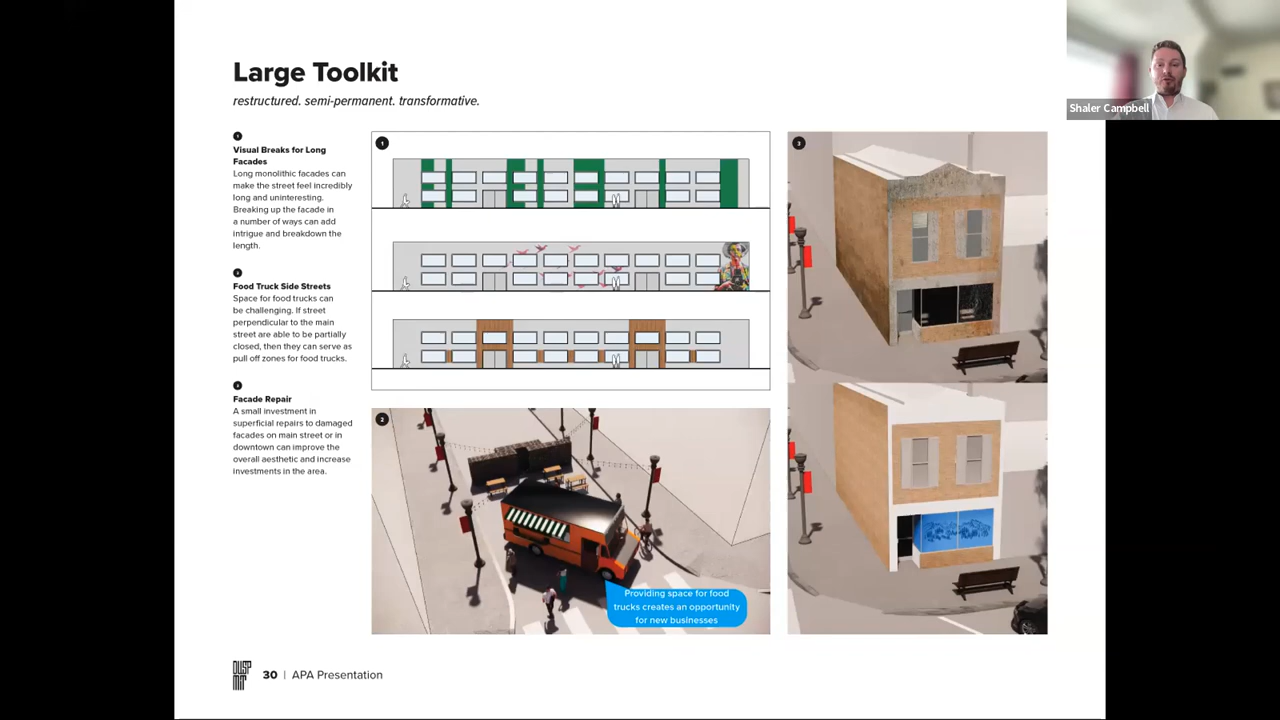 Large Toolkit
restructured. semi-permanent. transformative.
Shaler Campbell
1
Visual Breaks for Long
Facades
Long monolithic facades can
make the street feel incredibly
long and uninteresting.
Breaking up the facade in
a number of ways can add
intrigue and breakdown the
length.
2
Food Truck Side Streets
Space for food trucks can
be challenging. If street
perpendicular to the main
street are able to be partially
closed, then they can serve as
pull off zones for food trucks.
3
Facade Repair
A small investment in
superficial repairs to damaged
facades on main street or in
downtown can improve the
overall aesthetic and increase
investments in the area.
1
2
Providing space for food
trucks creates an opportunity
for new businesses
3
DUSP
MIT
30 | APA Presentation